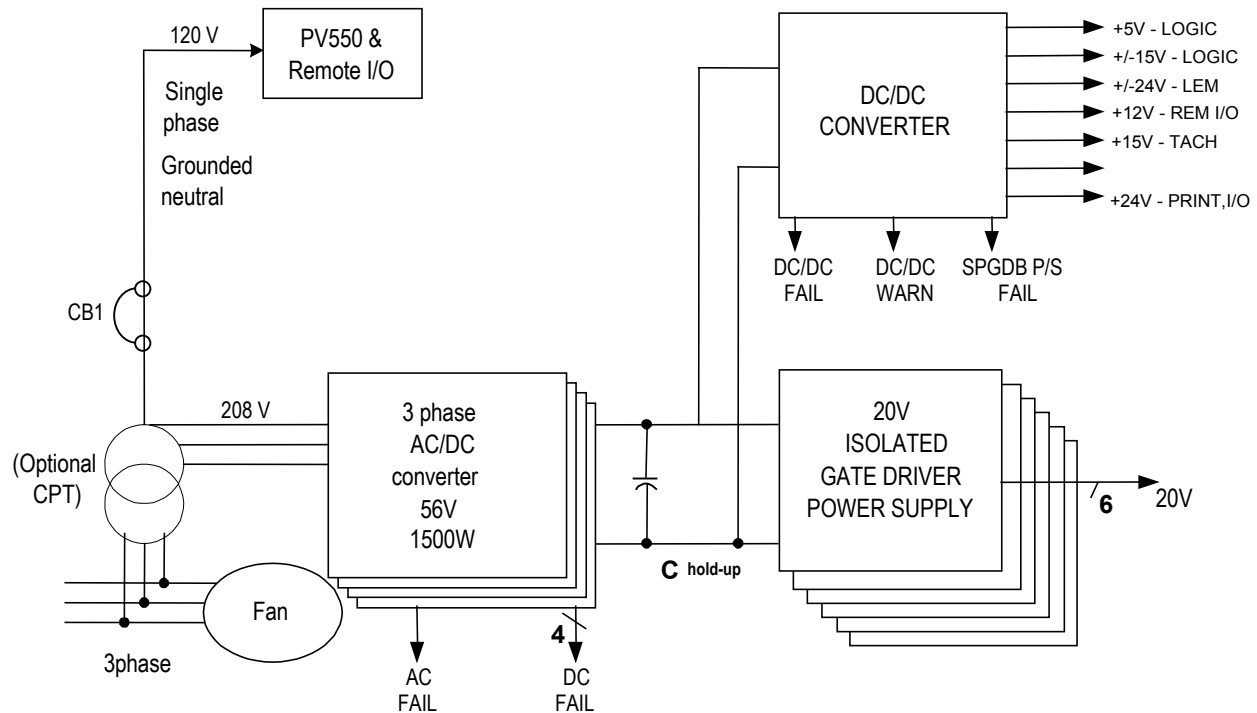 120 V
PV550 &
Remote I/O
Single
phase
Grounded
neutral
CB1
208 V
(Optional
CPT)
3 phase
AC/DC
converter
56V
1500W
Fan
3phase
4
AC
FAIL
DC
FAIL
C hold-up
DC/DC
CONVERTER
+5V - LOGIC
+/-15V - LOGIC
+/-24V - LEM
+12V - REM I/O
+15V - TACH
+24V - PRINT,I/O
DC/DC
FAIL
DC/DC
WARN
SPGDB P/S
FAIL
20V
ISOLATED
GATE DRIVER
POWER SUPPLY
6
20V